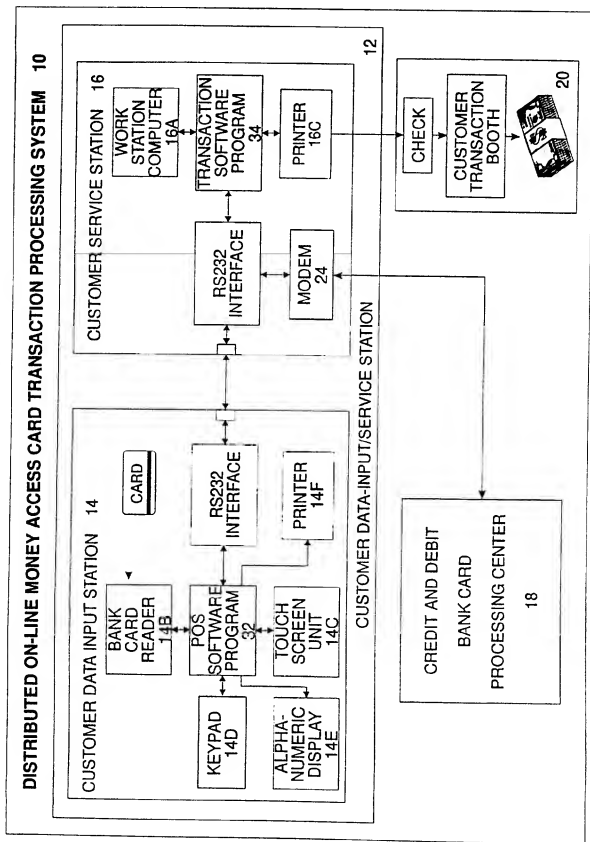 DISTRIBUTED ON-LINE MONEY ACCESS CARD TRANSACTION PROCESSING SYSTEM 10
CUSTOMER DATA INPUT STATION 14
BANK
CARD
READER
14B
CARD
KEYPAD
14D
POS
SOFTWARE
PROGRAM
32
RS232
INTERFACE
ALPHA-
NUMERIC
DISPLAY
14E
TOUCH
SCREEN
UNIT
14C
PRINTER
14F
CUSTOMER SERVICE STATION 16
WORK
STATION
COMPUTER
16A
RS232
INTERFACE
TRANSACTION
SOFTWARE
PROGRAM
34
MODEM
24
PRINTER
16C
CUSTOMER DATA-INPUT/SERVICE STATION
12
CREDIT AND DEBIT
BANK CARD
PROCESSING CENTER
18
CHECK
CUSTOMER
TRANSACTION
BOOTH
$
20